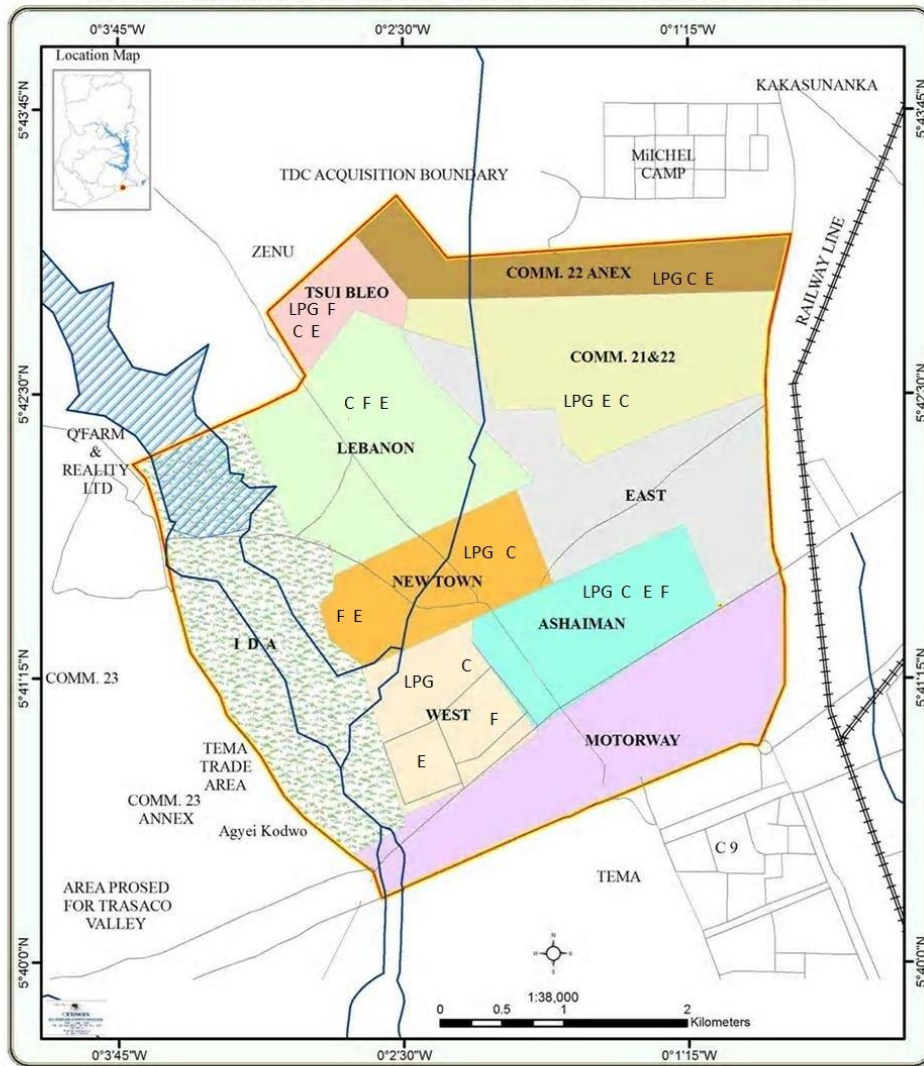 0°3'45"W 0°2'30"W 0°1'15"W
Location Map
5°43'45"N
5°43'45"N
KAKASUNANKA
MilCHEL
CAMP
TDC ACQUISITION BOUNDARY
ZENU
RAILWAY LINE
COMM. 22 ANEX
LPG C E
TSUI BLEO
LPG F
C E
COMM. 21&22
LPG E C
5°42'30"N
5°42'30"N
C F E
LEBANON
Q'FARM
&
REALITY
LTD
EAST
LPG C
NEW TOWN
F E
LPG C E F
ASHAIMAN
I D A
5°41'15"N
5°41'15"N
COMM. 23
C
LPG
WEST
F
E
MOTORWAY
TEMA
TRADE
AREA
COMM. 23
ANNEX
Agyei Kodwo
C 9
TEMA
AREA PROSED
FOR TRASACO
VALLEY
5°40'0"N
5°40'0"N
N
W E
S
1:38,000
0 0.5 1 2
Kilometers
0°3'45"W 0°2'30"W 0°1'15"W